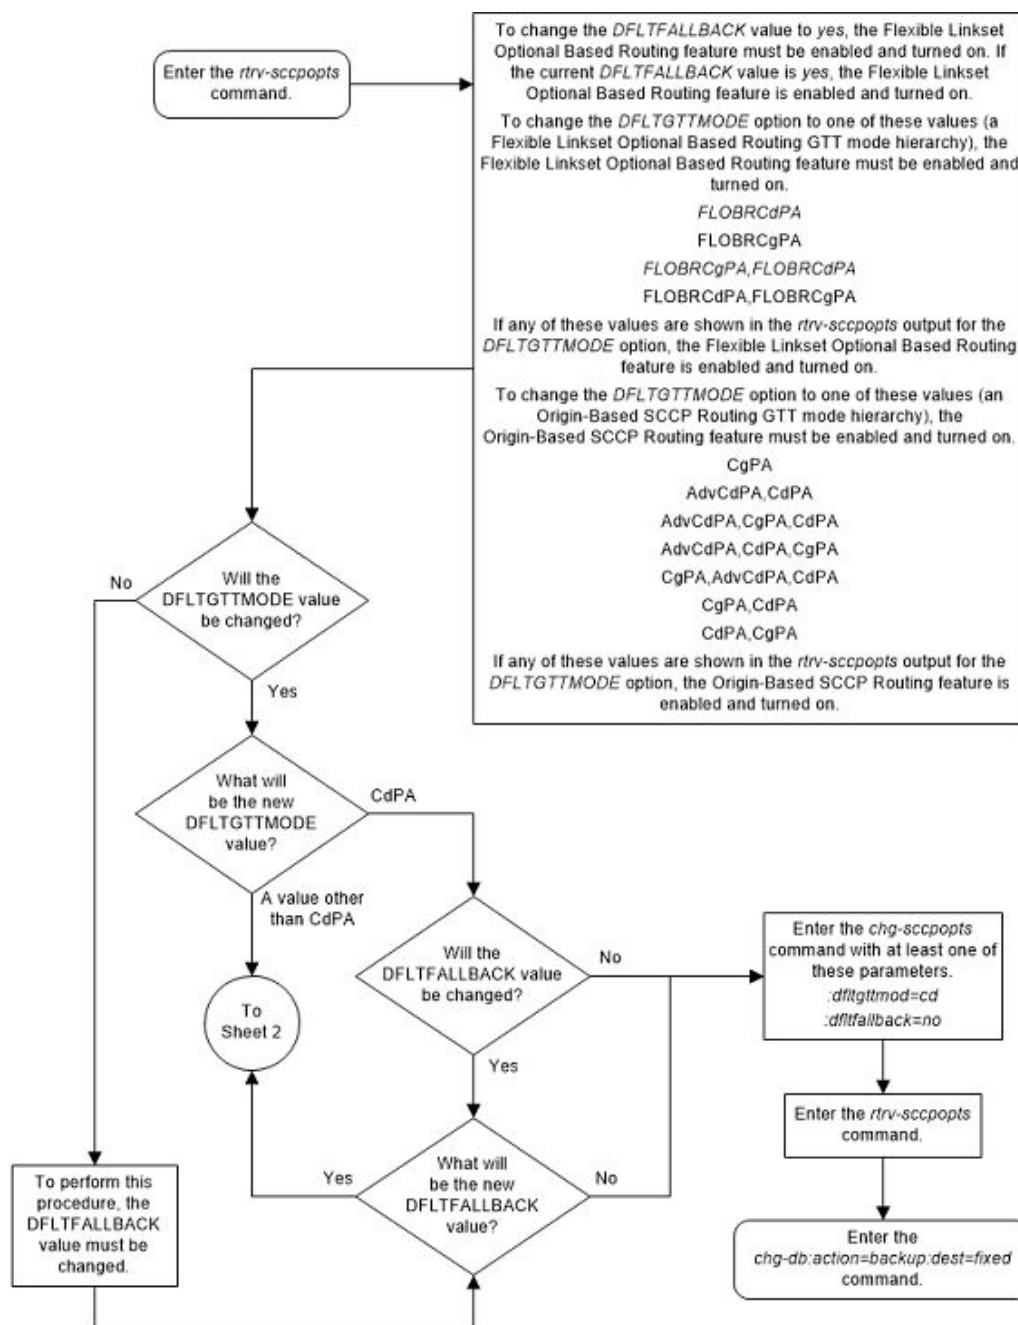 Enter the rtrv-sccpopts
command.
To change the DFLTFALLBACK value to yes, the Flexible Linkset
Optional Based Routing feature must be enabled and turned on. If
the current DFLTFALLBACK value is yes, the Flexible Linkset
Optional Based Routing feature is enabled and turned on.
To change the DFLTGTTMODE option to one of these values (a
Flexible Linkset Optional Based Routing GTT mode hierarchy), the
Flexible Linkset Optional Based Routing feature must be enabled and
turned on.
FLOBRCdPA
FLOBRCgPA
FLOBRCgPA,FLOBRCdPA
FLOBRCdPA,FLOBRCgPA
If any of these values are shown in the rtrv-sccpopts output for the
DFLTGTTMODE option, the Flexible Linkset Optional Based Routing
feature is enabled and turned on.
To change the DFLTGTTMODE option to one of these values (an
Origin-Based SCCP Routing GTT mode hierarchy), the
Origin-Based SCCP Routing feature must be enabled and turned on.
CgPA
AdvCdPA,CdPA
AdvCdPA,CgPA,CdPA
AdvCdPA,CdPA,CgPA
CgPA,AdvCdPA,CdPA
CgPA,CdPA
CdPA,CgPA
If any of these values are shown in the rtrv-sccpopts output for the
DFLTGTTMODE option, the Origin-Based SCCP Routing feature is
enabled and turned on.
No
Will the
DFLTGTTMODE value
be changed?
Yes
What will
be the new
DFLTGTTMODE
value?
CdPA
A value other
than CdPA
To
Sheet 2
Will the
DFLTFALLBACK value
be changed?
No
Yes
Enter the chg-sccpopts
command with at least one of
these parameters.
:dfltgttmod=cd
:dfltfallback=no
Enter the rtrv-sccpopts
command.
What will
be the new
DFLTFALLBACK
value?
Yes
No
To perform this
procedure, the
DFLTFALLBACK
value must be
changed.
Enter the
chg-db:action=backup:dest=fixed
command.